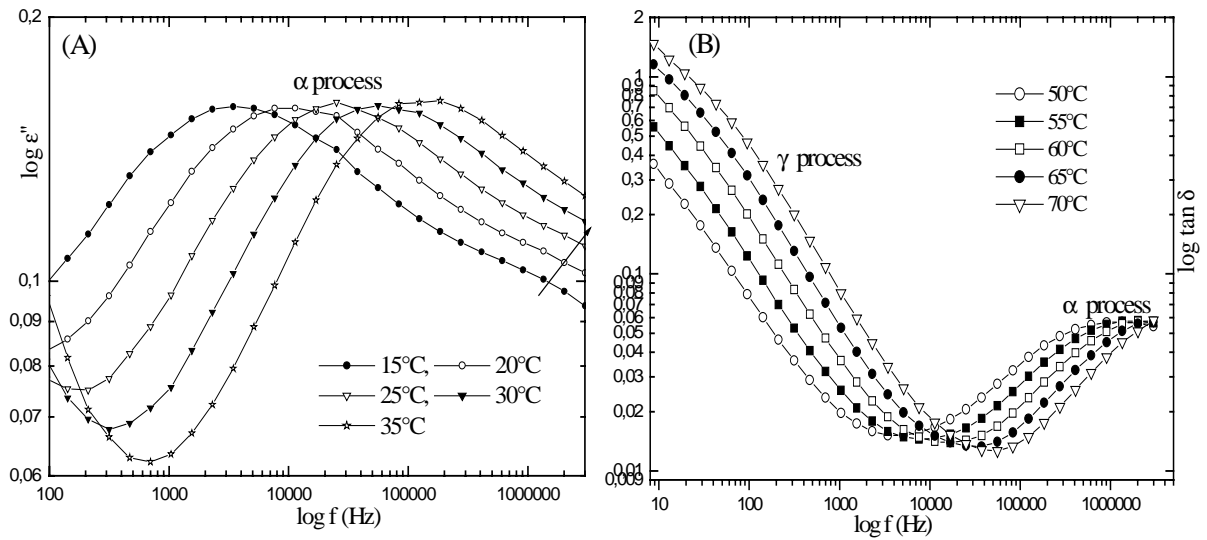 (A)
α process
log ε"
0,2
0,1
0,09
0,08
0,07
0,06
15°C, 20°C
25°C, 30°C
35°C
100 1000 10000 100000 1000000
log f (Hz)
(B)
2
1
0,9
0,8
0,7
0,6
0,5
0,4
0,3
0,2
0,1
0,09
0,08
0,07
0,06
0,05
0,04
0,03
0,02
0,01
0,009
γ process
50°C
55°C
60°C
65°C
70°C
α process
log tan δ
10 100 1000 10000 100000 1000000
log f (Hz)